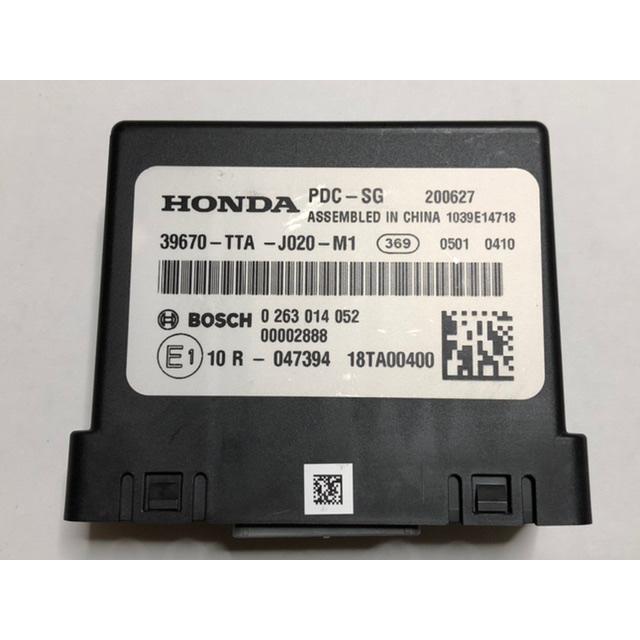 HONDA PDC-SG 200627
ASSEMBLED IN CHINA 1039E14718
39670-TTA -J020-M1 369 0501 0410
BOSCH 0 263 014 052
00002888
E1 10 R - 047394 18TA00400